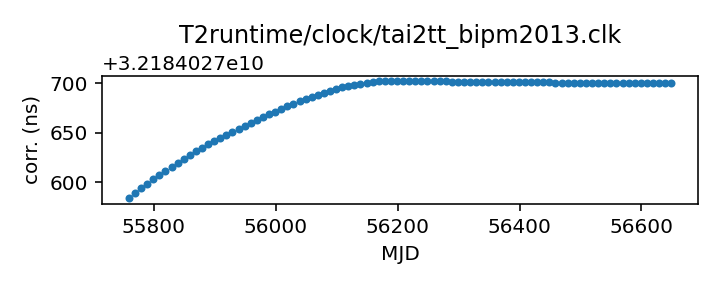 T2runtime/clock/tai2tt_bipm2013.clk
+3.2184027e10
700
650
600
corr. (ns)
55800 56000 56200 56400 56600
MJD